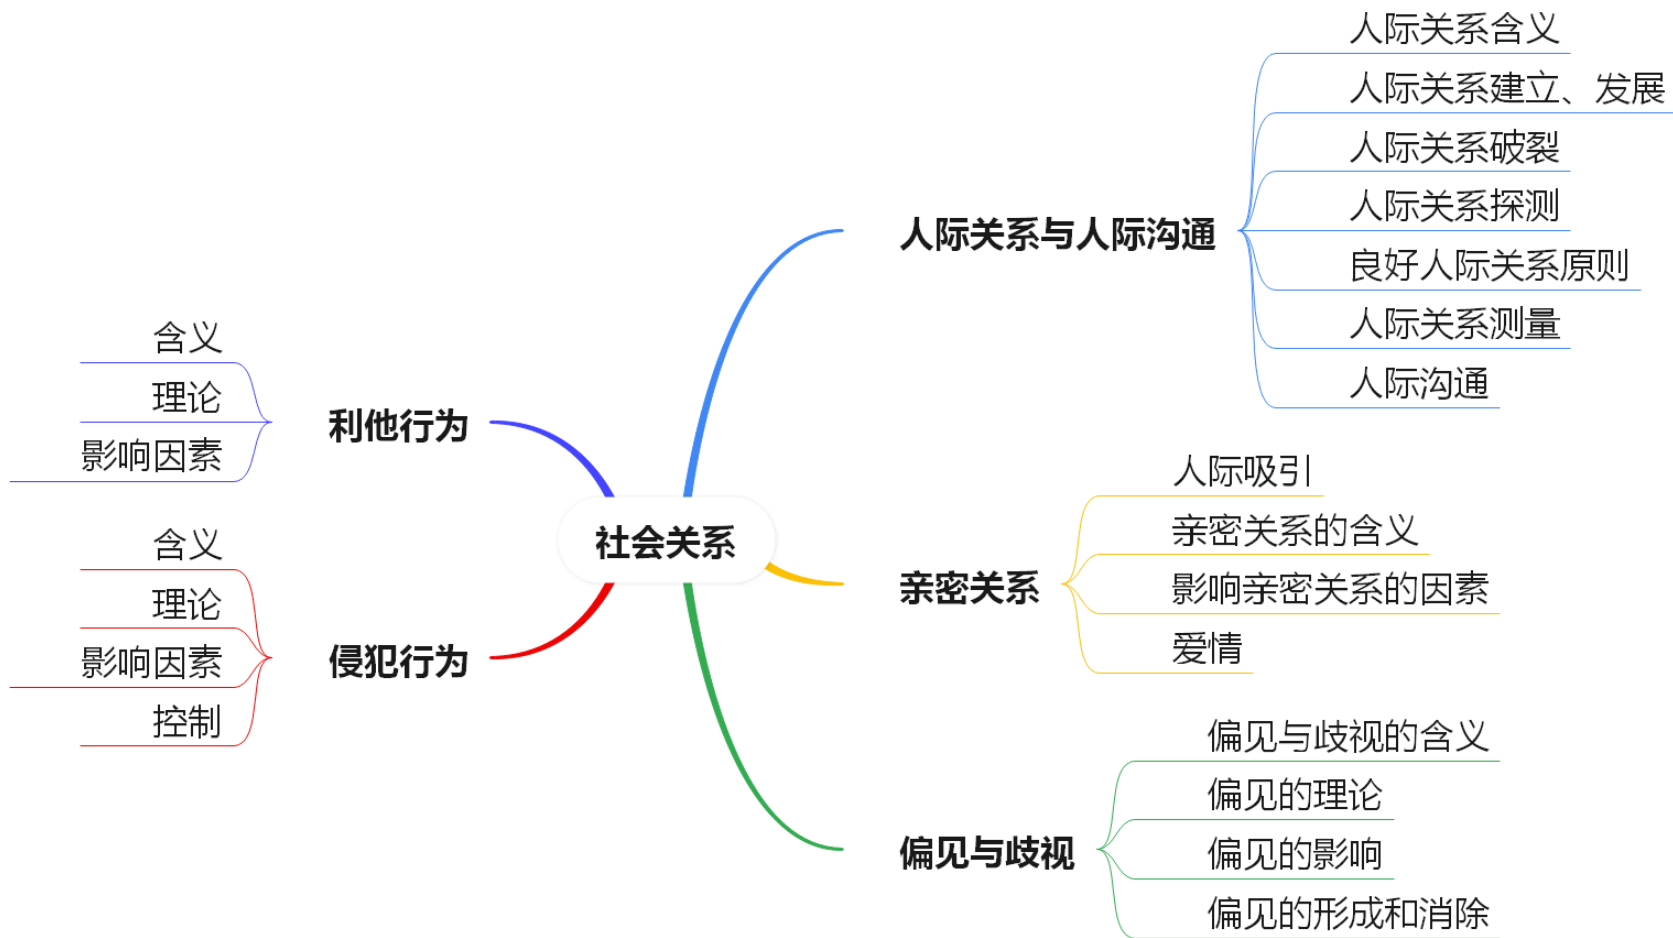 社会关系
人际关系与人际沟通
人际关系含义
人际关系建立、发展
人际关系破裂
人际关系探测
良好人际关系原则
人际关系测量
人际沟通
亲密关系
人际吸引
亲密关系的含义
影响亲密关系的因素
爱情
偏见与歧视
偏见与歧视的含义
偏见的理论
偏见的影响
偏见的形成和消除
利他行为
含义
理论
影响因素
侵犯行为
含义
理论
影响因素
控制